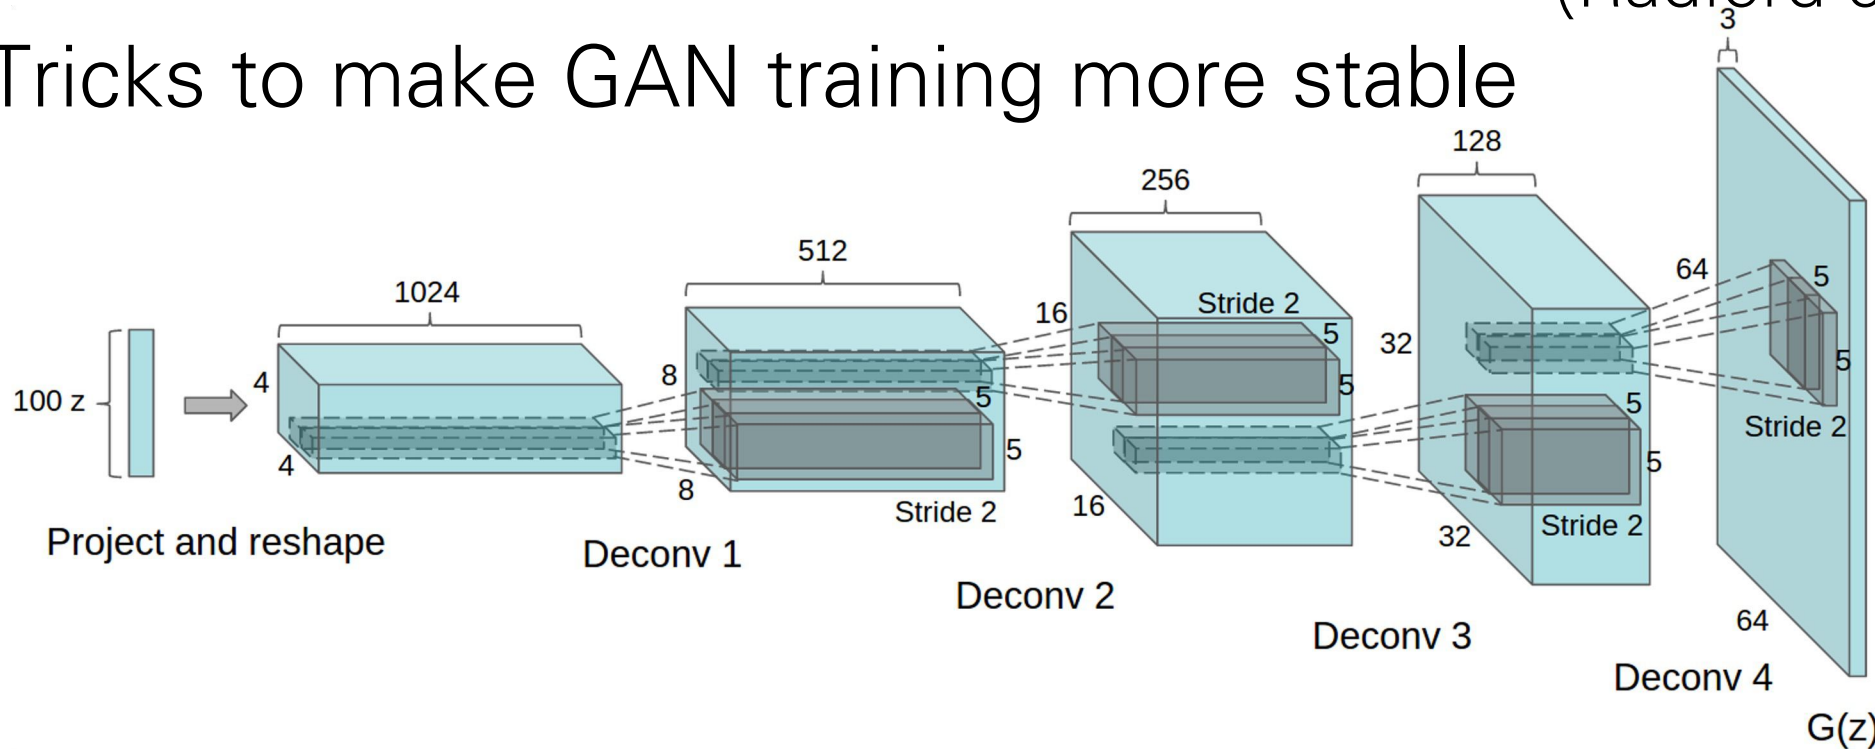 Tricks to make GAN training more stable
3
128
256
512
1024
100 z
4
4
8
8
5
5
Stride 2
16
16
Stride 2
5
5
32
32
5
5
Stride 2
64
64
5
5
Stride 2
Project and reshape
Deconv 1
Deconv 2
Deconv 3
Deconv 4
G(z)